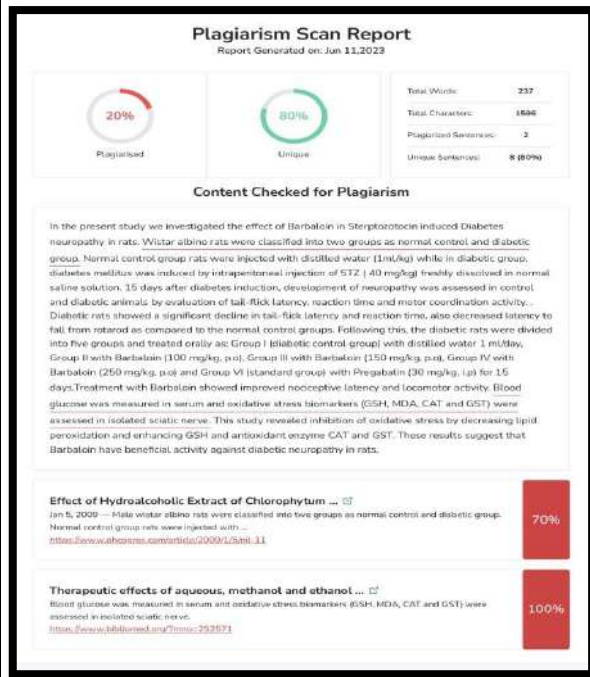 Plagiarism Scan Report
Report Generated on: Jun 11,2023
20%
Plagiarised
80%
Unique
Total Words: 237
Total Characters: 1596
Plagiarized Sentences: 2
Unique Sentences: 8 (80%)
Content Checked for Plagiarism
In the present study we investigated the effect of Barbaloin in Sterptozotocin induced Diabetes
neuropathy in rats. Wistar albino rats were classified into two groups as normal control and diabetic
group. Normal control group rats were injected with distilled water (1ml/kg) while in diabetic group,
diabetes mellitus was induced by intraperitoneal injection of STZ ( 40 mg/kg) freshly dissolved in normal
saline solution. 15 days after diabetes induction, development of neuropathy was assessed in control
and diabetic animals by evaluation of tail-flick latency, reaction time and motor coordination activity. .
Diabetic rats showed a significant decline in tail-flick latency and reaction time, also decreased latency to
fall from rotarod as compared to the normal control groups. Following this, the diabetic rats were divided
into five groups and treated orally as: Group I (diabetic control group) with distilled water 1 ml/day,
Group II with Barbaloin (100 mg/kg, p.o), Group III with Barbaloin (150 mg/kg, p.o), Group IV with
Barbaloin (250 mg/kg, p.o) and Group VI (standard group) with Pregabalin (30 mg/kg, i.p) for 15
days.Treatment with Barbaloin showed improved nociceptive latency and locomotor activity. Blood
glucose was measured in serum and oxidative stress biomarkers (GSH, MDA, CAT and GST) were
assessed in isolated sciatic nerve. This study revealed inhibition of oxidative stress by decreasing lipid
peroxidation and enhancing GSH and antioxidant enzyme CAT and GST. These results suggest that
Barbaloin have beneficial activity against diabetic neuropathy in rats.
Effect of Hydroalcoholic Extract of Chlorophytum ...
Jan 5, 2009 — Male wistar albino rats were classified into two groups as normal control and diabetic group.
Normal control group rats were injected with ...
70%
Therapeutic effects of aqueous, methanol and ethanol ...
Blood glucose was measured in serum and oxidative stress biomarkers (GSH, MDA, CAT and GST) were
assessed in isolated sciatic nerve.
https://www.bibliomed.org/?mno=252571
100%